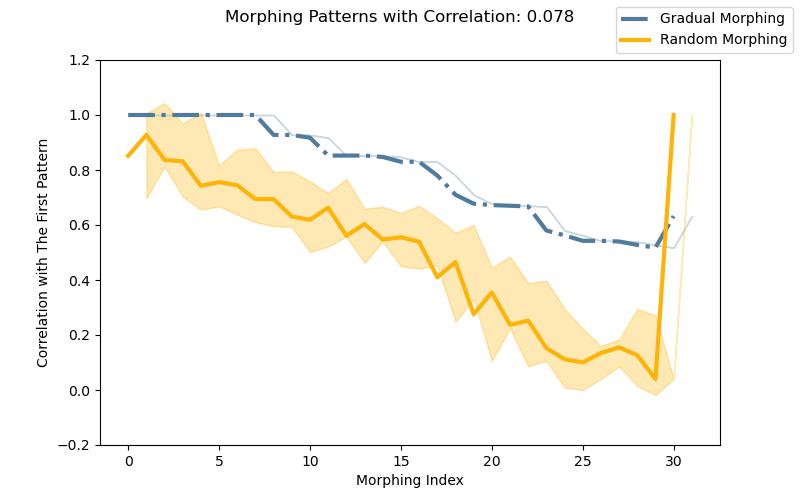 Morphing Patterns with Correlation: 0.078
Gradual Morphing
Random Morphing
1.2
1.0
0.8
0.6
0.4
0.2
0.0
−0.2
Correlation with The First Pattern
0 5 10 15 20 25 30
Morphing Index